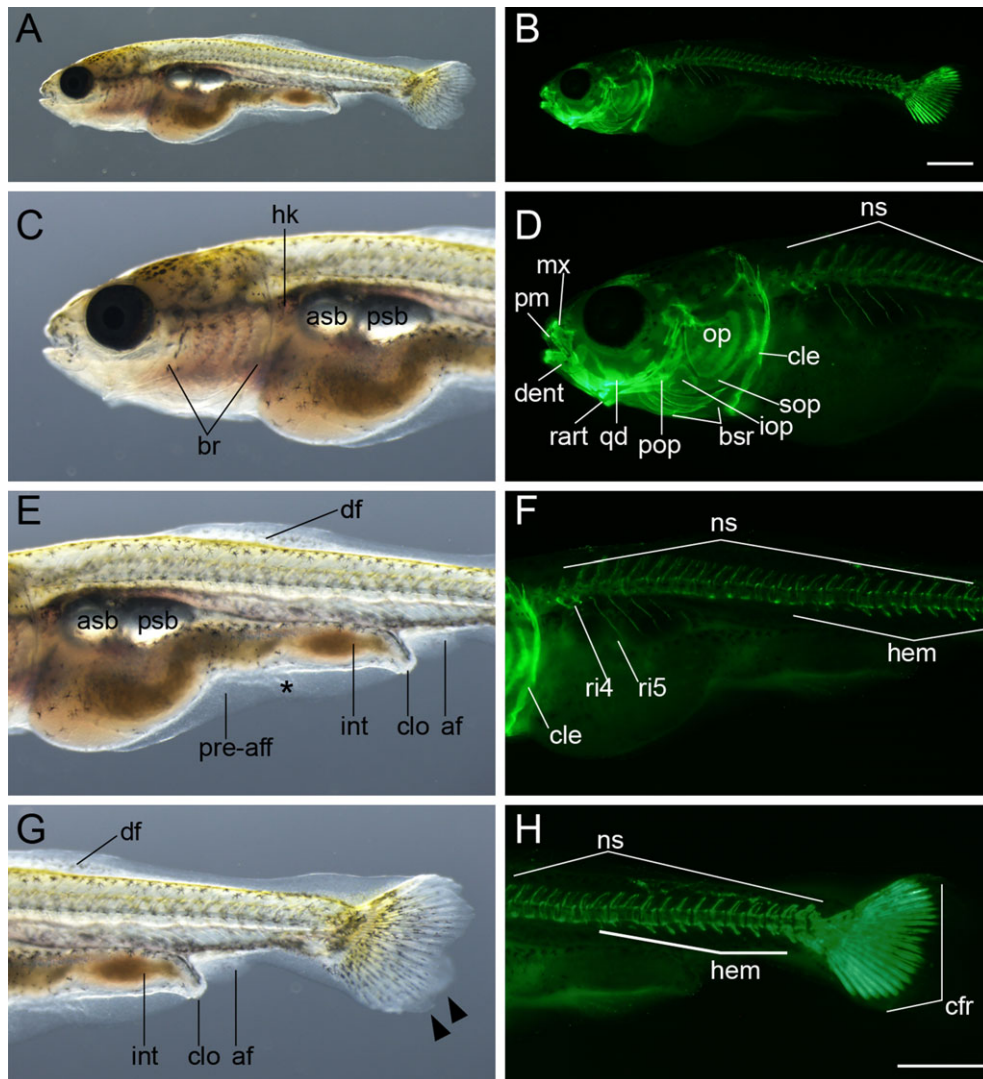 A
B
C
hk
asb psb
br
D
ns
mx
pm
op
cle
dent
sop
rart qd pop bsr iop
E
df
asb psb
*
int clo af
pre-aff
F
ns
hem
ri4 ri5
cle
G
df
int clo af
H
ns
hem
cfr